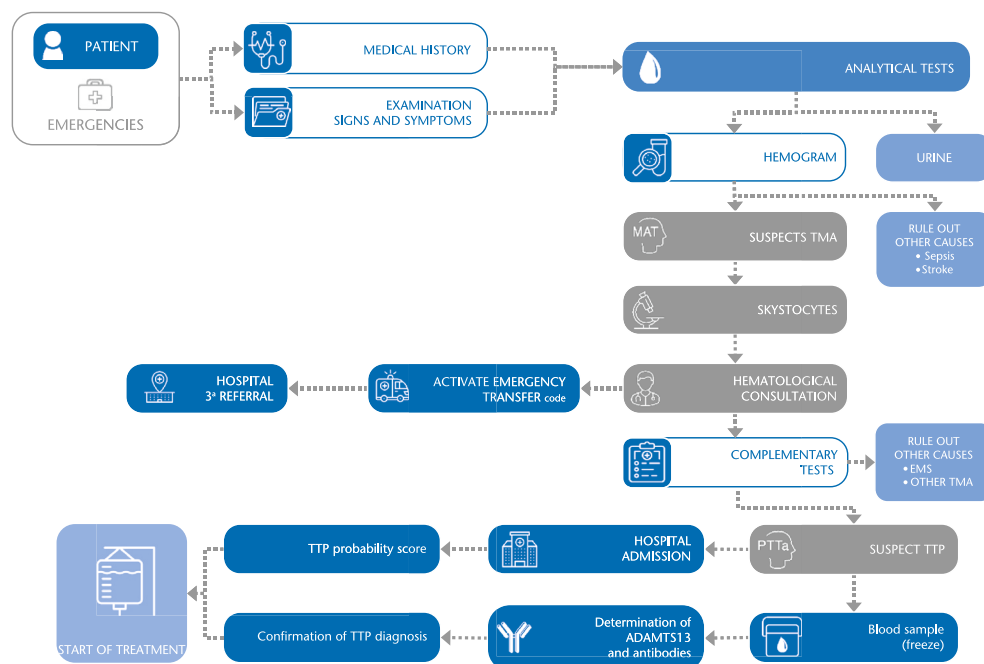 PATIENT
EMERGENCIES
MEDICAL HISTORY
EXAMINATION
SIGNS AND SYMPTOMS
ANALYTICAL TESTS
HEMOGRAM
URINE
MAT
SUSPECTS TMA
RULE OUT
OTHER CAUSES
• Sepsis
• Stroke
SKYSTOCYTES
HOSPITAL
3ª REFERRAL
ACTIVATE EMERGENCY
TRANSFER code
HEMATOLOGICAL
CONSULTATION
COMPLEMENTARY
TESTS
RULE OUT
OTHER CAUSES
• EMS
• OTHER TMA
TTP probability score
HOSPITAL
ADMISSION
PTTa
SUSPECT TTP
START OF TREATMENT
Confirmation of TTP diagnosis
Determination of
ADAMTS13
and antibodies
Blood sample
(freeze)